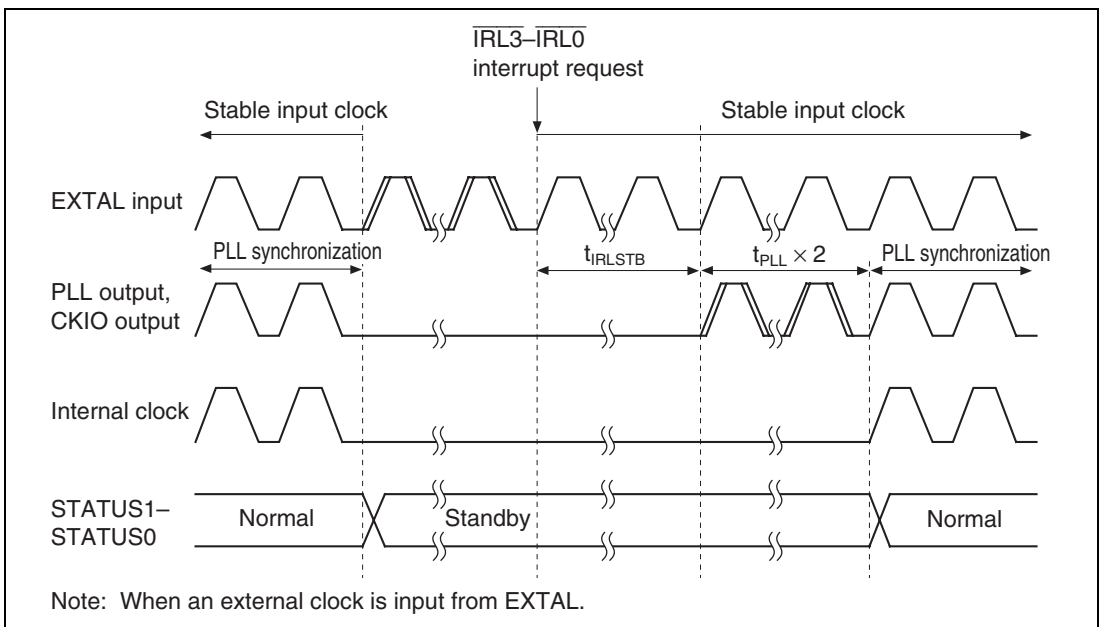 IRL3–IRL0
interrupt request
Stable input clock
Stable input clock
EXTAL input
PLL synchronization
tIRLSTB
tPLL × 2
PLL synchronization
PLL output,
CKIO output
Internal clock
STATUS1–
STATUS0
Normal
Standby
Normal
Note: When an external clock is input from EXTAL.